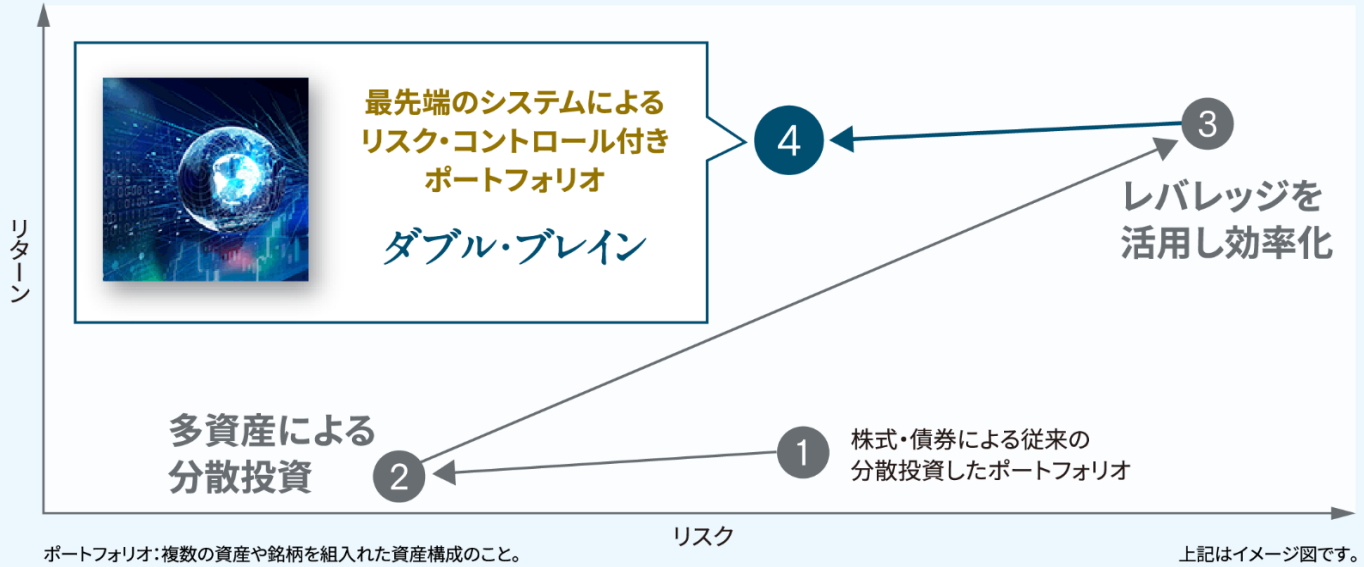 最先端のシステムによる
リスク・コントロール付き
ポートフォリオ
ダブル・ブレイン
4
3
レバレッジを
活用し効率化
リターン
多資産による
分散投資
2
1
株式・債券による従来の
分散投資したポートフォリオ
リスク
ポートフォリオ：複数の資産や銘柄を組入れた資産構成のこと。
上記はイメージ図です。